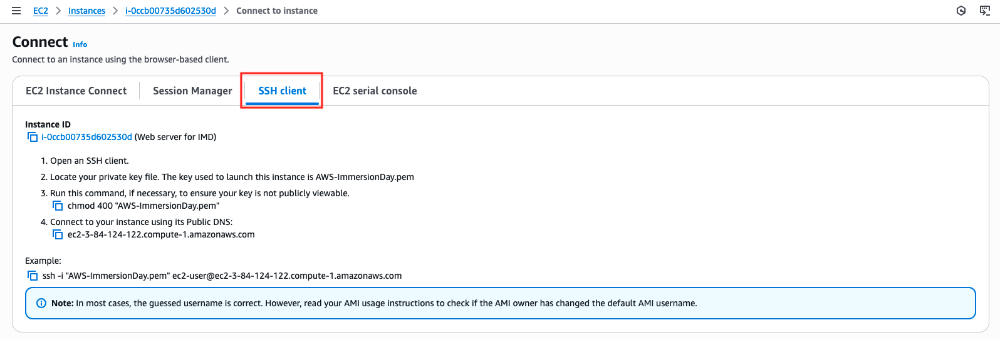 EC2 > Instances > i-0ccb00735d602530d > Connect to instance
Connect Info
Connect to an instance using the browser-based client.
EC2 Instance Connect Session Manager SSH client EC2 serial console
Instance ID
i-0ccb00735d602530d (Web server for IMD)
1. Open an SSH client.
2. Locate your private key file. The key used to launch this instance is AWS-ImmersionDay.pem
3. Run this command, if necessary, to ensure your key is not publicly viewable.
chmod 400 "AWS-ImmersionDay.pem"
4. Connect to your instance using its Public DNS:
ec2-3-84-124-122.compute-1.amazonaws.com
Example:
ssh -i "AWS-ImmersionDay.pem" ec2-user@ec2-3-84-124-122.compute-1.amazonaws.com
Note: In most cases, the guessed username is correct. However, read your AMI usage instructions to check if the AMI owner has changed the default AMI username.